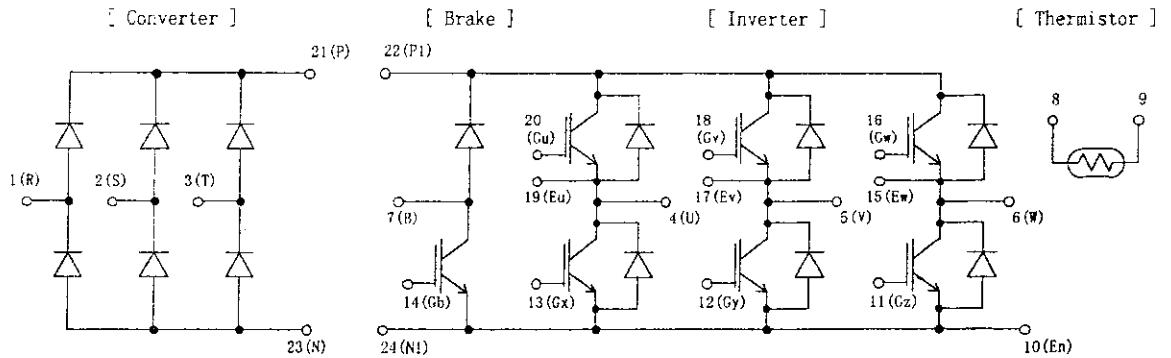 [ Converter ] [ Brake ] [ Inverter ] [ Thermistor ]
21(P) 22(P1)
20 (Gu) 18 (Gv) 16 (Gw) 8 9
1(R) 2(S) 3(T) 19(Eu) 17(Ev) 15(Ew)
7(B) 4(U) 5(V) 6(W)
14(Gb) 13(Gx) 12(Gy) 11(Gz)
23(N) 24(N1) 10(En)